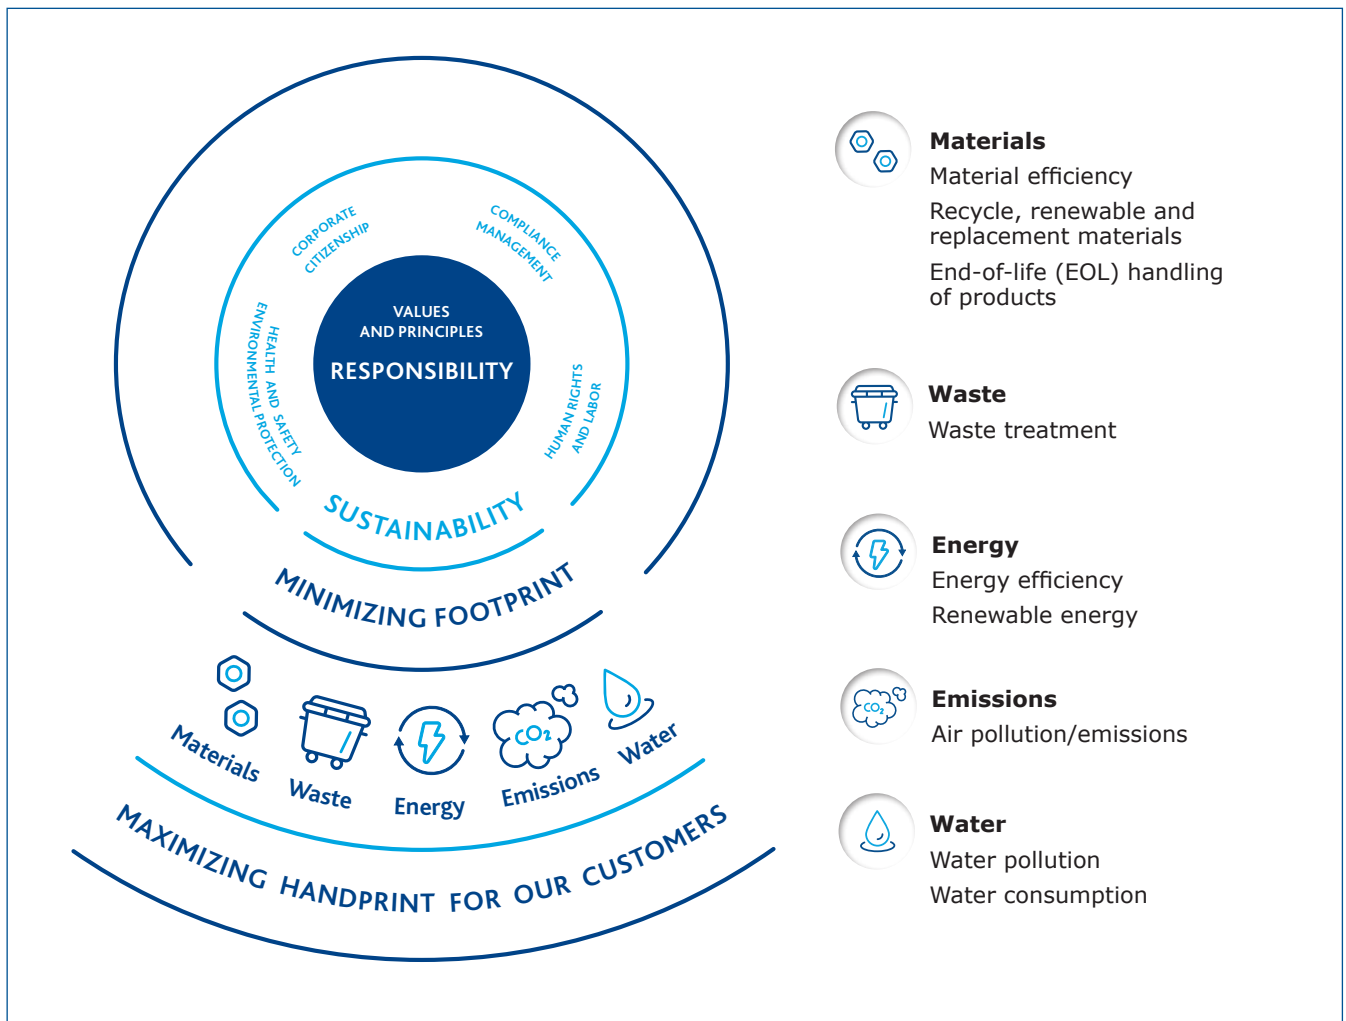 CORPORATE
CITIZENSHIP
COMPLIANCE
MANAGEMENT
VALUES
AND PRINCIPLES
RESPONSIBILITY
HEALTH AND SAFETY
ENVIRONMENTAL PROTECTION
HUMAN RIGHTS
AND LABOR
SUSTAINABILITY
MINIMIZING FOOTPRINT
CO₂
Materials
Waste
Energy
Emissions
Water
MAXIMIZING HANDPRINT FOR OUR CUSTOMERS
Materials
Material efficiency
Recycle, renewable and
replacement materials
End-of-life (EOL) handling
of products
Waste
Waste treatment
Energy
Energy efficiency
Renewable energy
CO₂
Emissions
Air pollution/emissions
Water
Water pollution
Water consumption